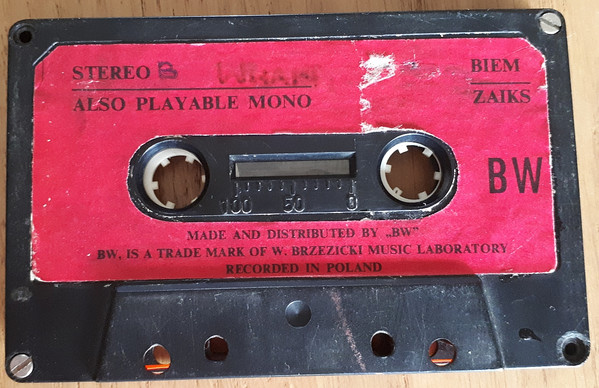 STEREO B
ALSO PLAYABLE MONO
BIEM
ZAIKS
BW
100 50 0
MADE AND DISTRIBUTED BY „BW"
BW, IS A TRADE MARK OF W. BRZEZICKI MUSIC LABORATORY
RECORDED IN POLAND